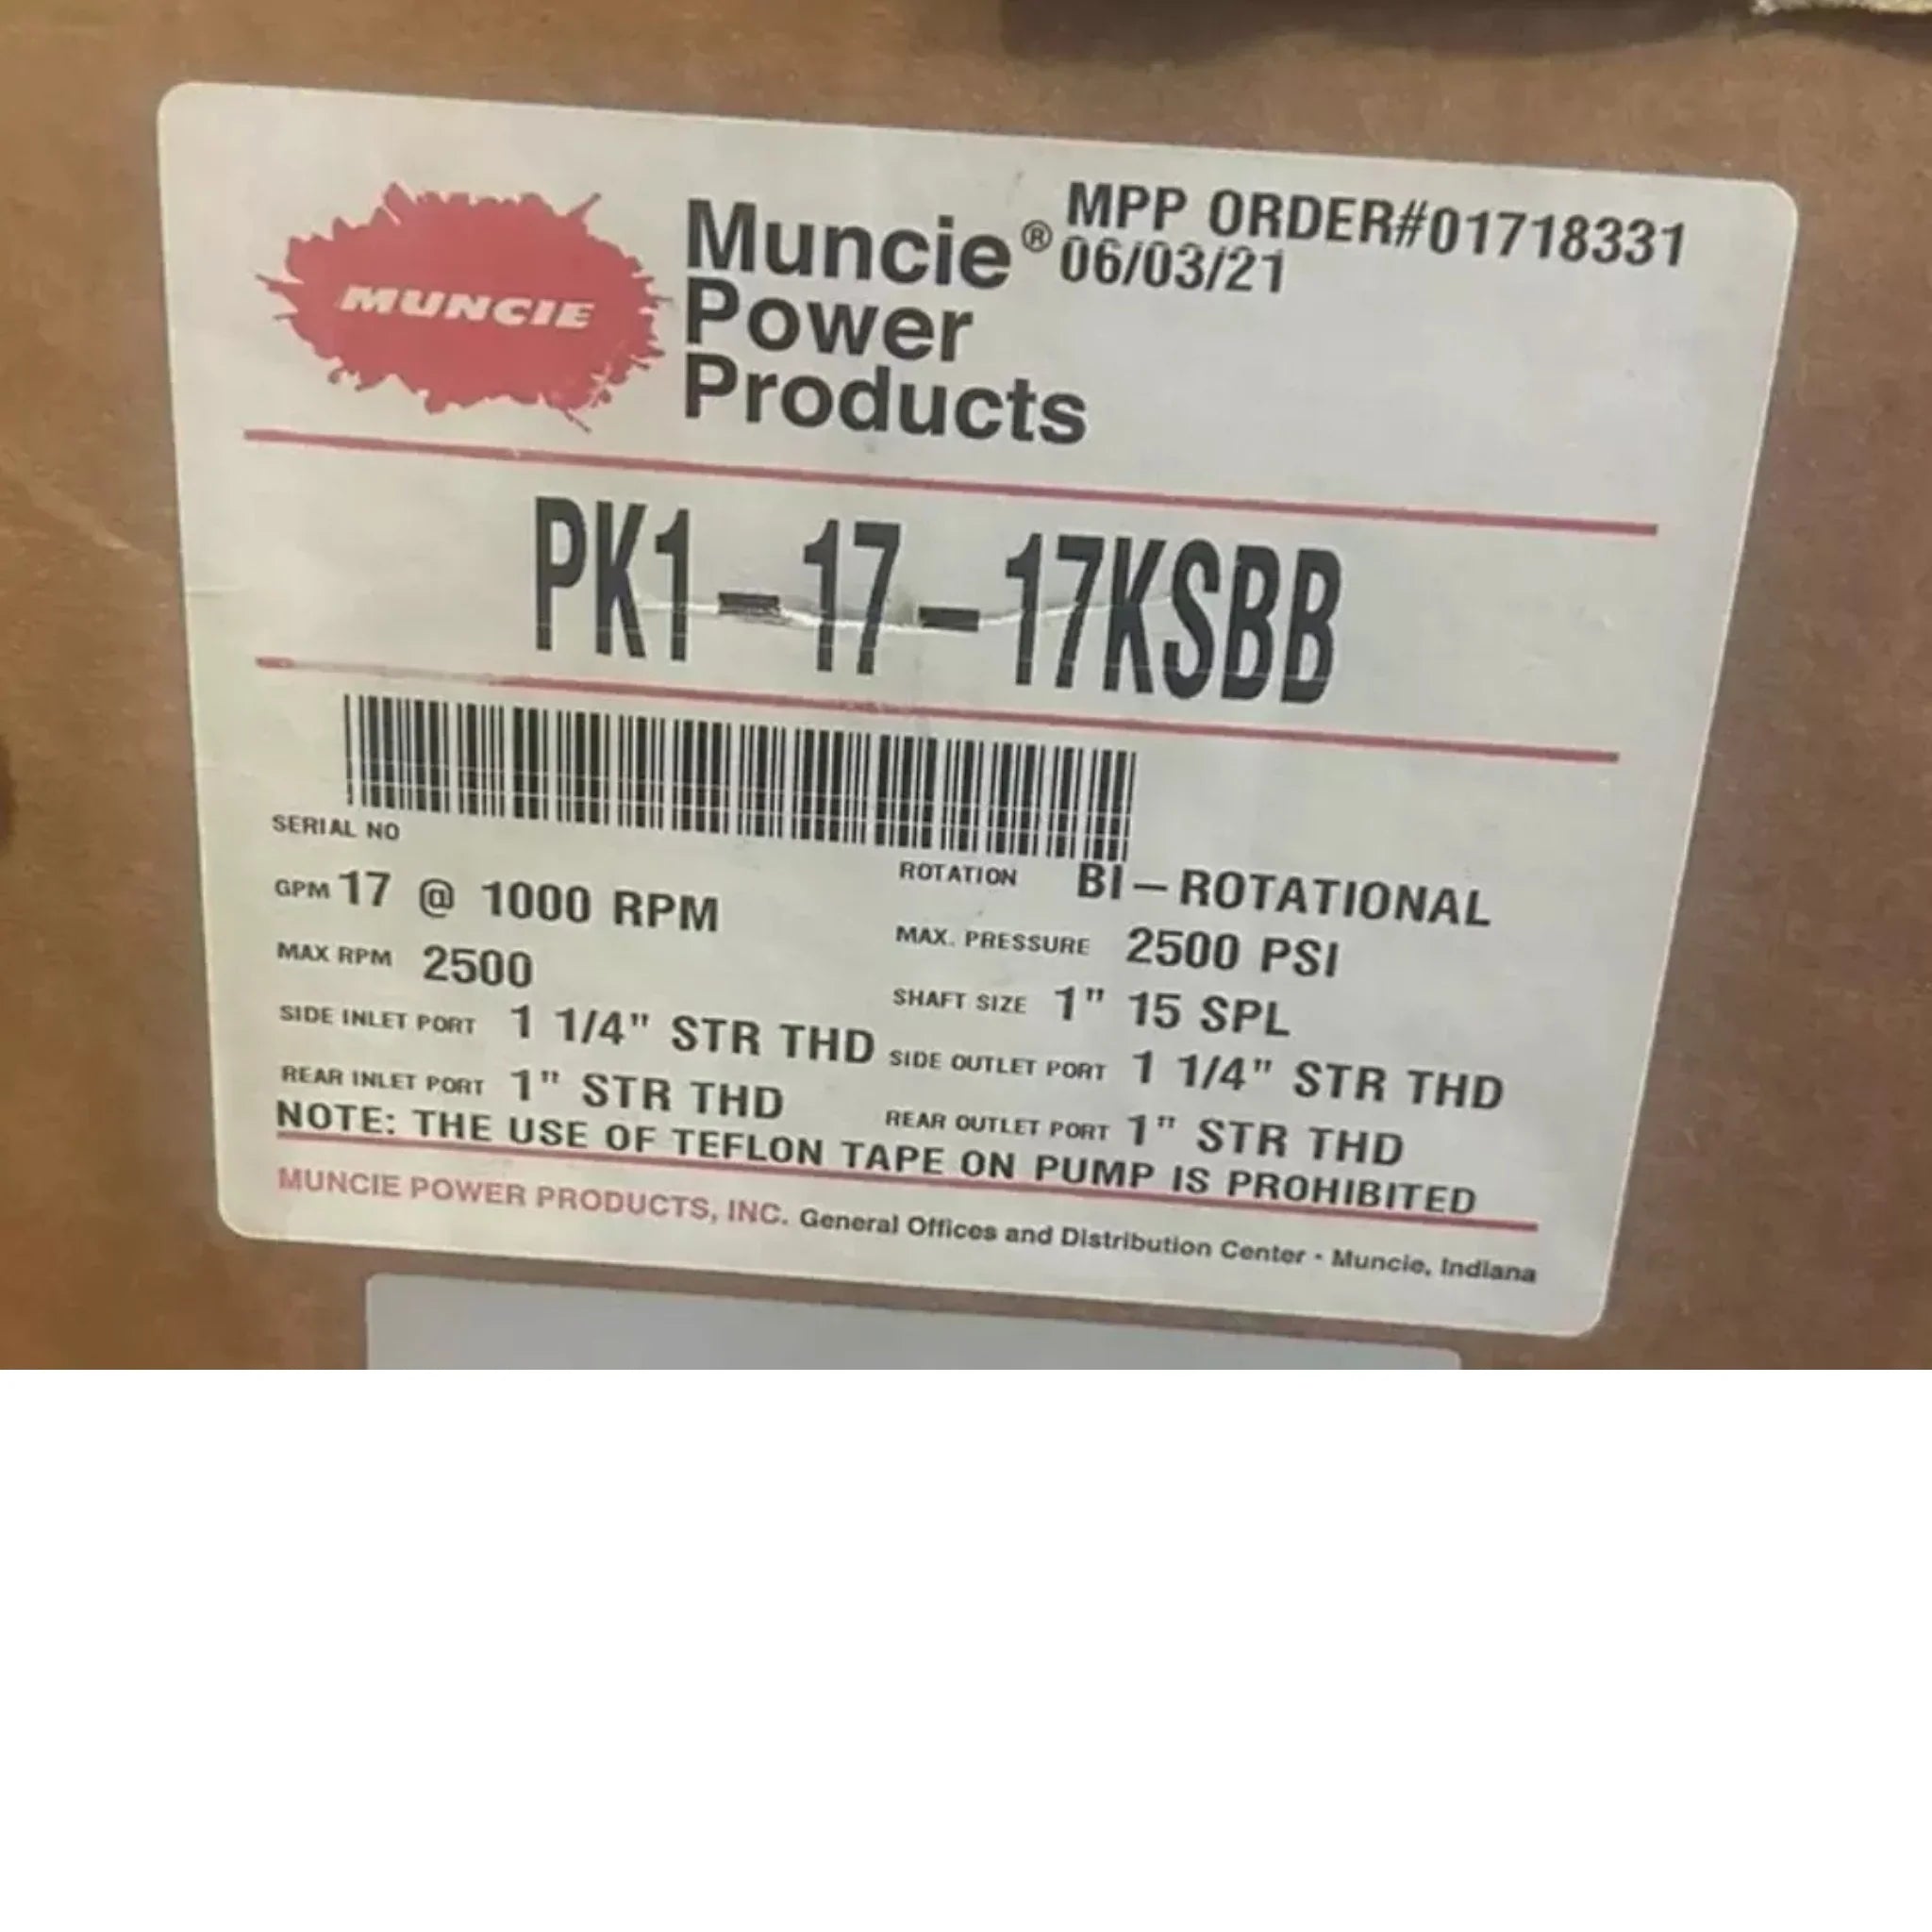 MUNCIE
Muncie®
Power
Products
MPP ORDER#01718331
06/03/21
PK1-17-17KSBB
SERIAL NO
ROTATION BI-ROTATIONAL
GPM 17 @ 1000 RPM
MAX. PRESSURE 2500 PSI
MAX RPM 2500
SHAFT SIZE 1" 15 SPL
SIDE INLET PORT 1 1/4" STR THD
SIDE OUTLET PORT 1 1/4" STR THD
REAR INLET PORT 1" STR THD
REAR OUTLET PORT 1" STR THD
NOTE: THE USE OF TEFLON TAPE ON PUMP IS PROHIBITED
MUNCIE POWER PRODUCTS, INC. General Offices and Distribution Center · Muncie, Indiana